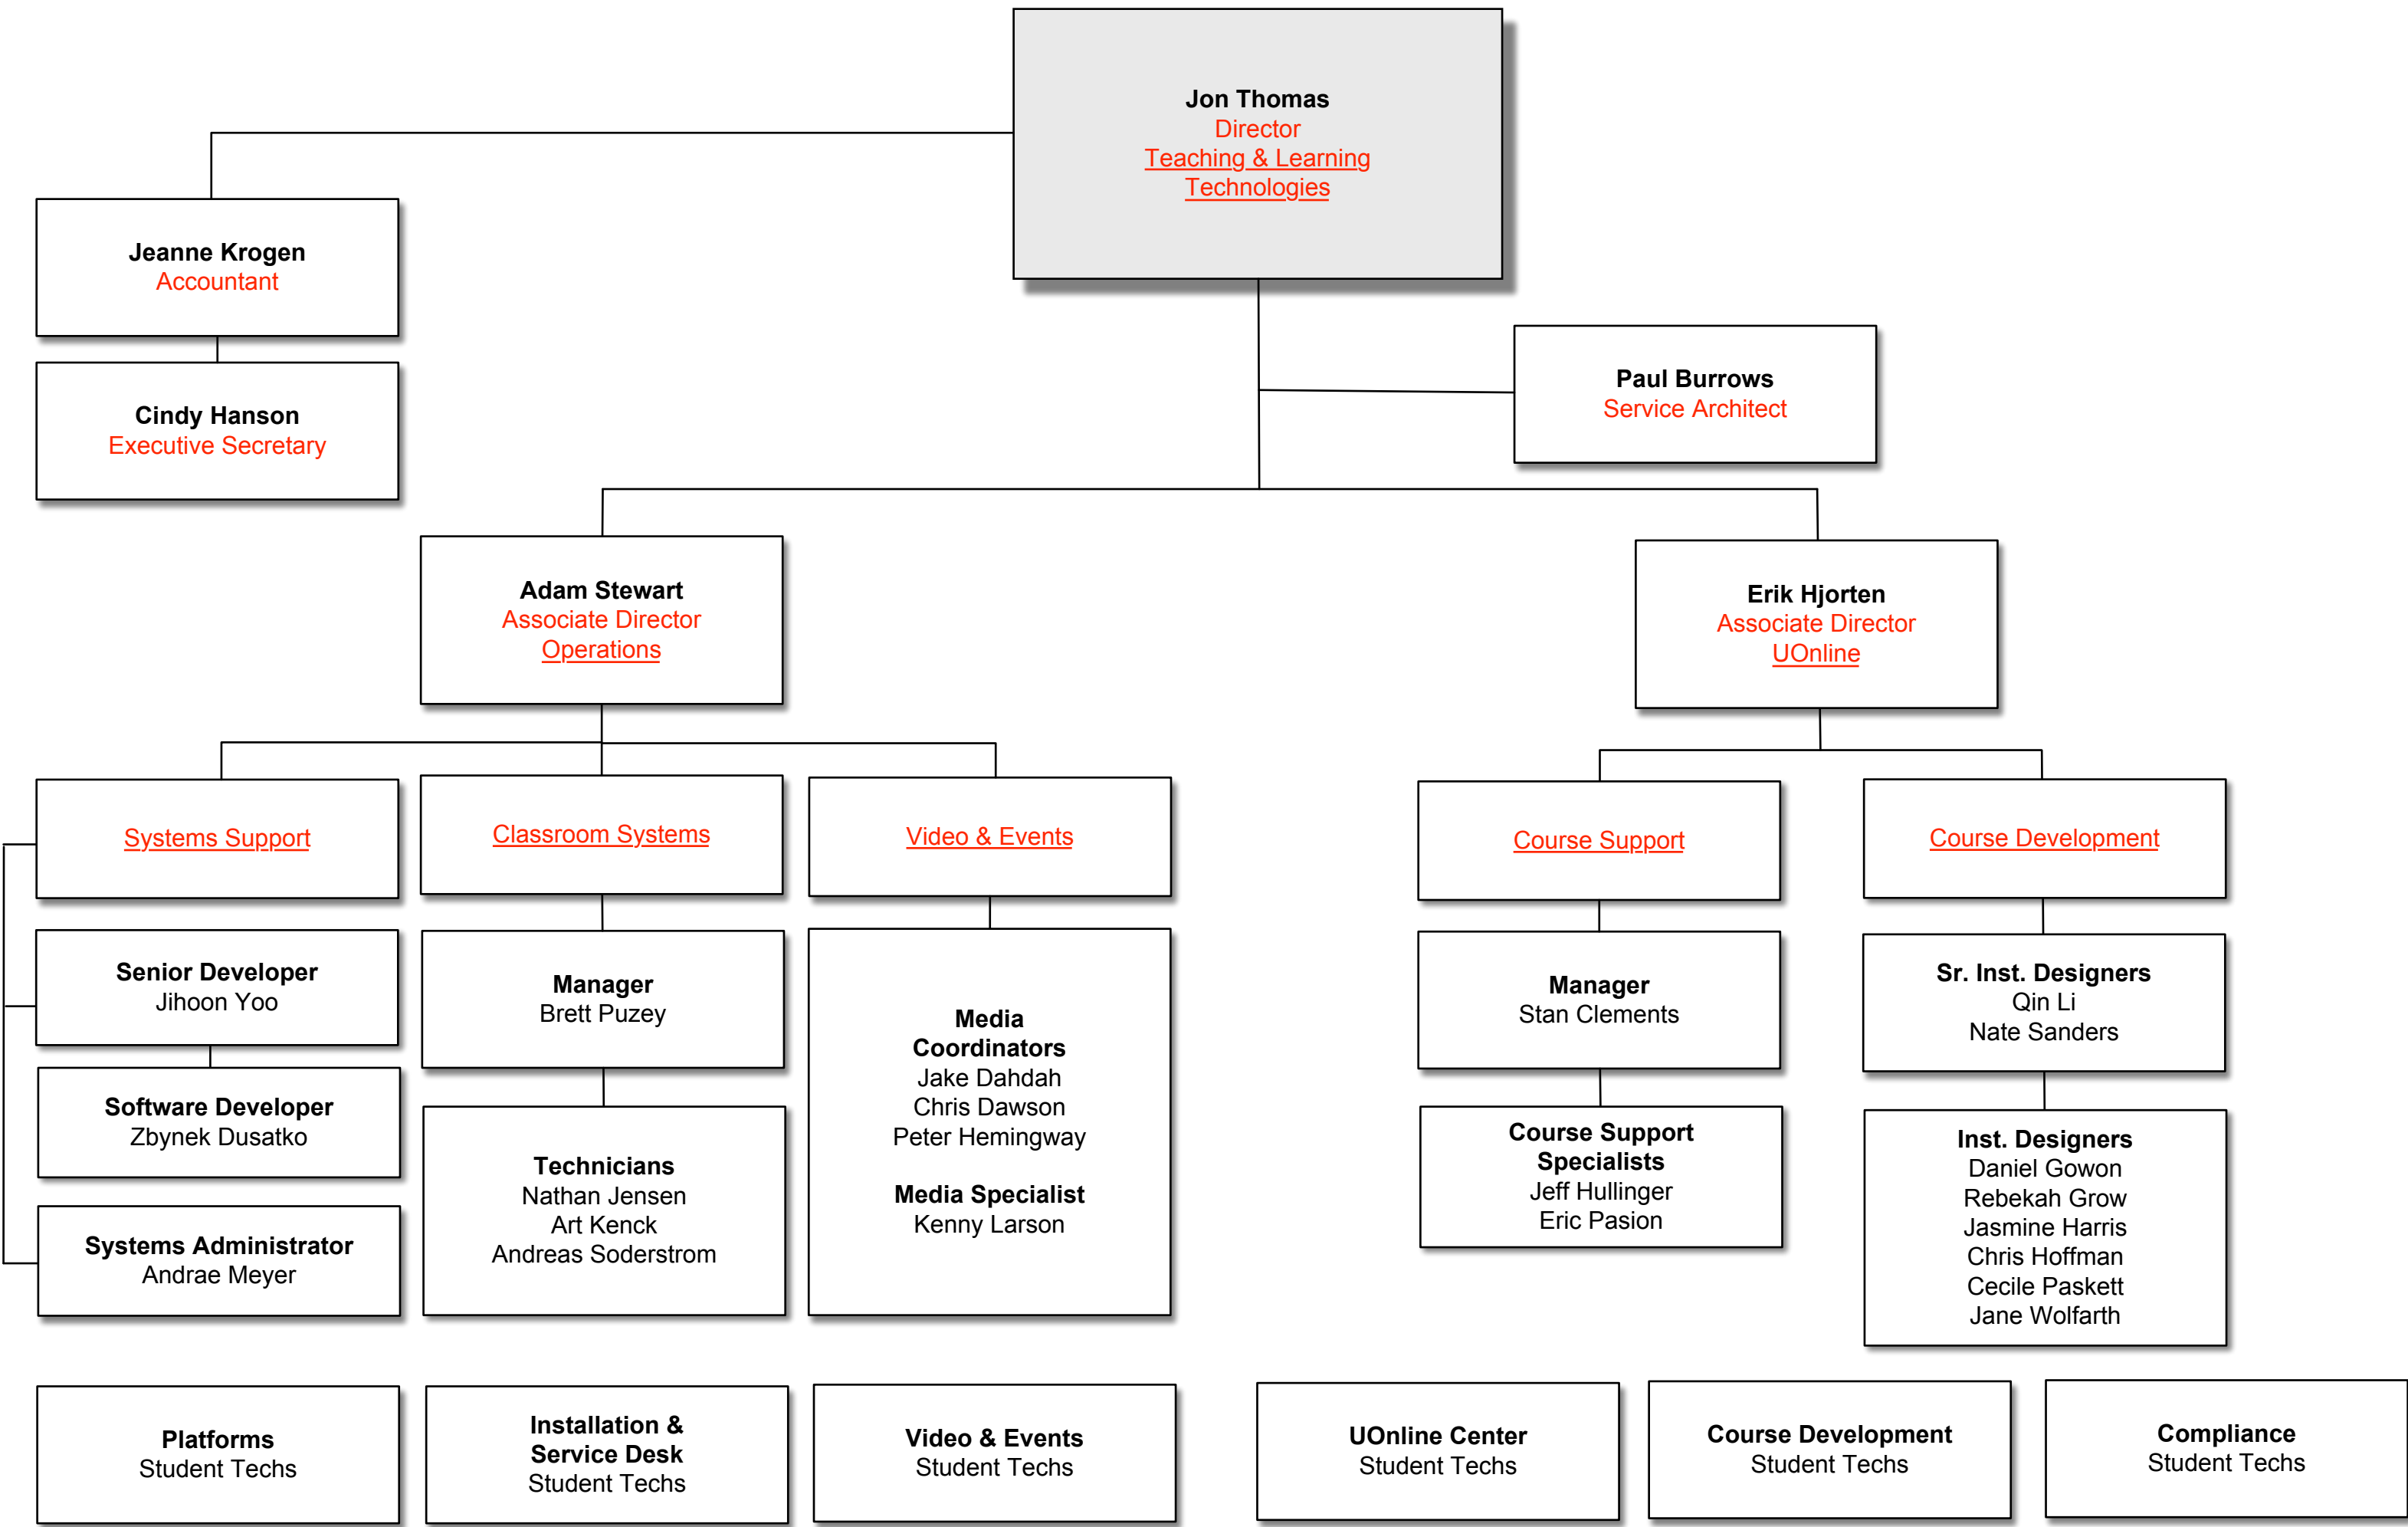 Jon Thomas
Director
Teaching & Learning
Technologies
Jeanne Krogen
Accountant
Cindy Hanson
Executive Secretary
Paul Burrows
Service Architect
Adam Stewart
Associate Director
Operations
Erik Hjorten
Associate Director
UOnline
Systems Support
Classroom Systems
Video & Events
Course Support
Course Development
Senior Developer
Jihoon Yoo
Software Developer
Zbynek Dusatko
Systems Administrator
Andrae Meyer
Manager
Brett Puzey
Technicians
Nathan Jensen
Art Kenck
Andreas Soderstrom
Media
Coordinators
Jake Dahdah
Chris Dawson
Peter Hemingway
Media Specialist
Kenny Larson
Manager
Stan Clements
Course Support
Specialists
Jeff Hullinger
Eric Pasion
Sr. Inst. Designers
Qin Li
Nate Sanders
Inst. Designers
Daniel Gowon
Rebekah Grow
Jasmine Harris
Chris Hoffman
Cecile Paskett
Jane Wolfarth
Platforms
Student Techs
Installation &
Service Desk
Student Techs
Video & Events
Student Techs
UOnline Center
Student Techs
Course Development
Student Techs
Compliance
Student Techs